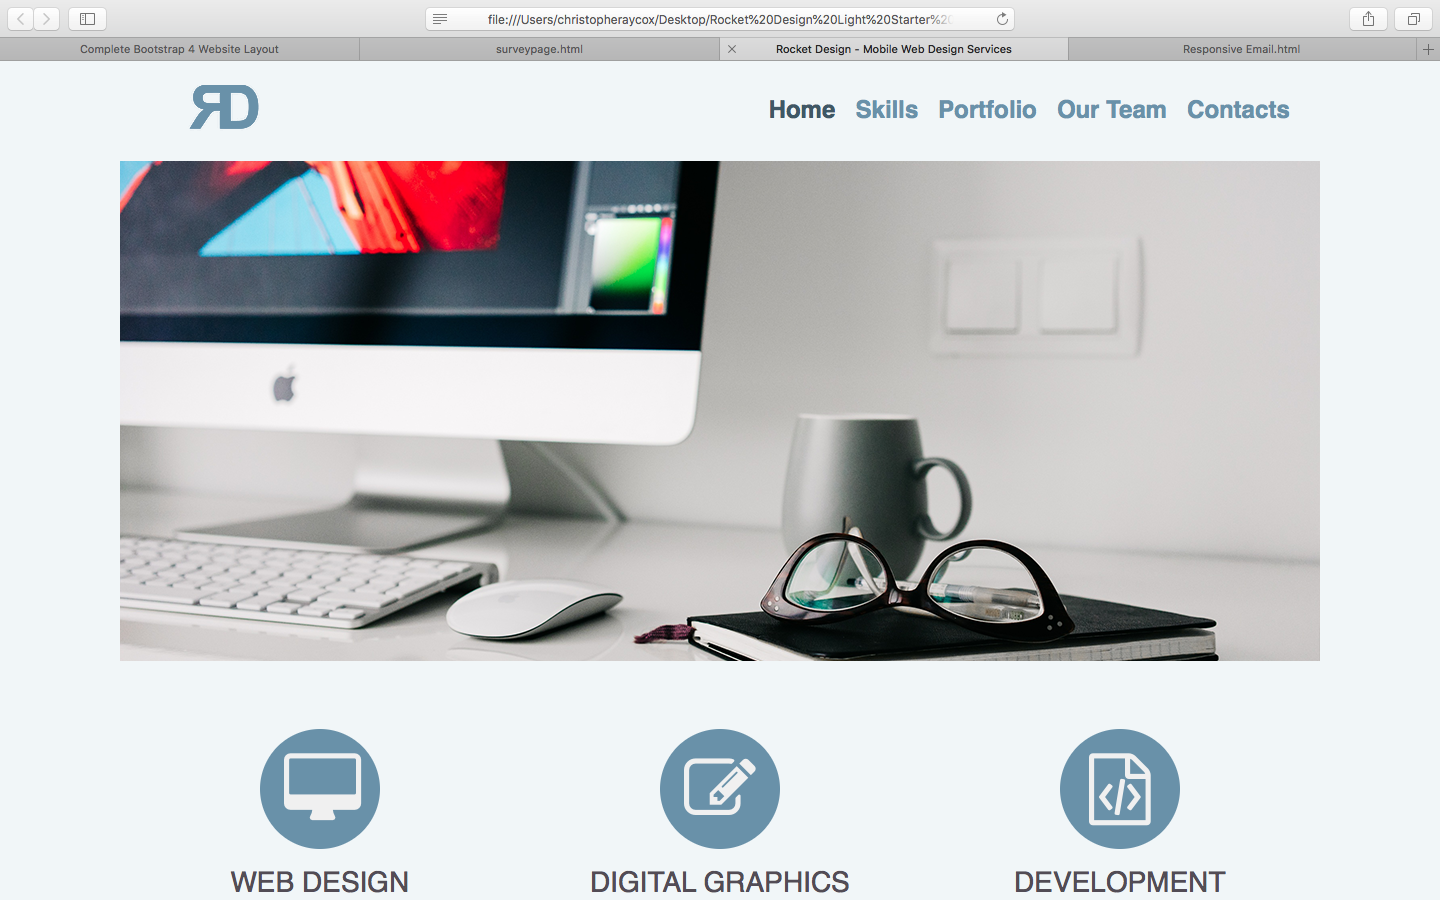 file:///Users/christopheraycox/Desktop/Rocket%20Design%20Light%20Starter%20
Complete Bootstrap 4 Website Layout
surveypage.html
Rocket Design - Mobile Web Design Services
Responsive Email.html
RD
Home Skills Portfolio Our Team Contacts
WEB DESIGN
DIGITAL GRAPHICS
DEVELOPMENT